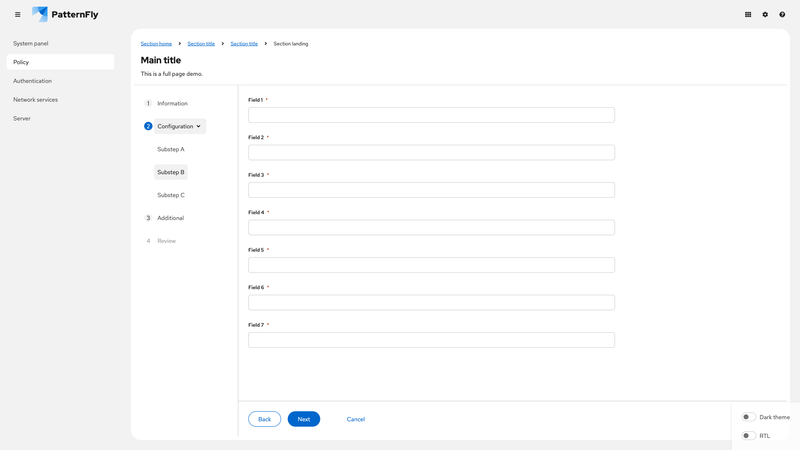 PatternFly
System panel
Policy
Authentication
Network services
Server
Section home > Section title > Section title > Section landing
Main title
This is a full page demo.
1 Information
2 Configuration
Substep A
Substep B
Substep C
3 Additional
4 Review
Field 1 *
Field 2 *
Field 3 *
Field 4 *
Field 5 *
Field 6 *
Field 7 *
Back Next Cancel
Dark theme
RTL